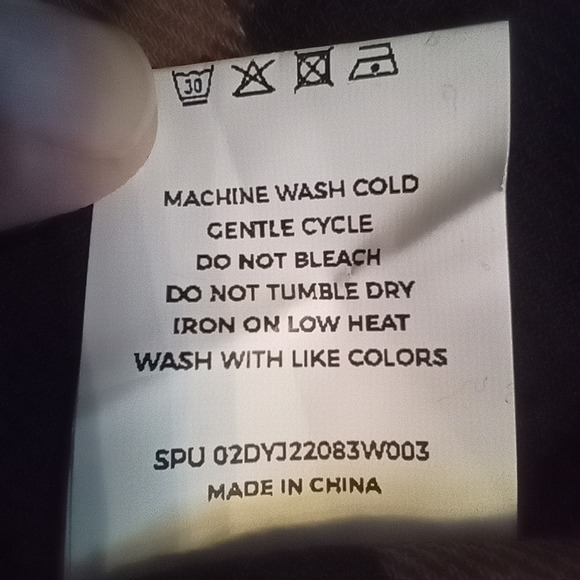 30
MACHINE WASH COLD
GENTLE CYCLE
DO NOT BLEACH
DO NOT TUMBLE DRY
IRON ON LOW HEAT
WASH WITH LIKE COLORS
SPU 02DYJ22083W003
MADE IN CHINA